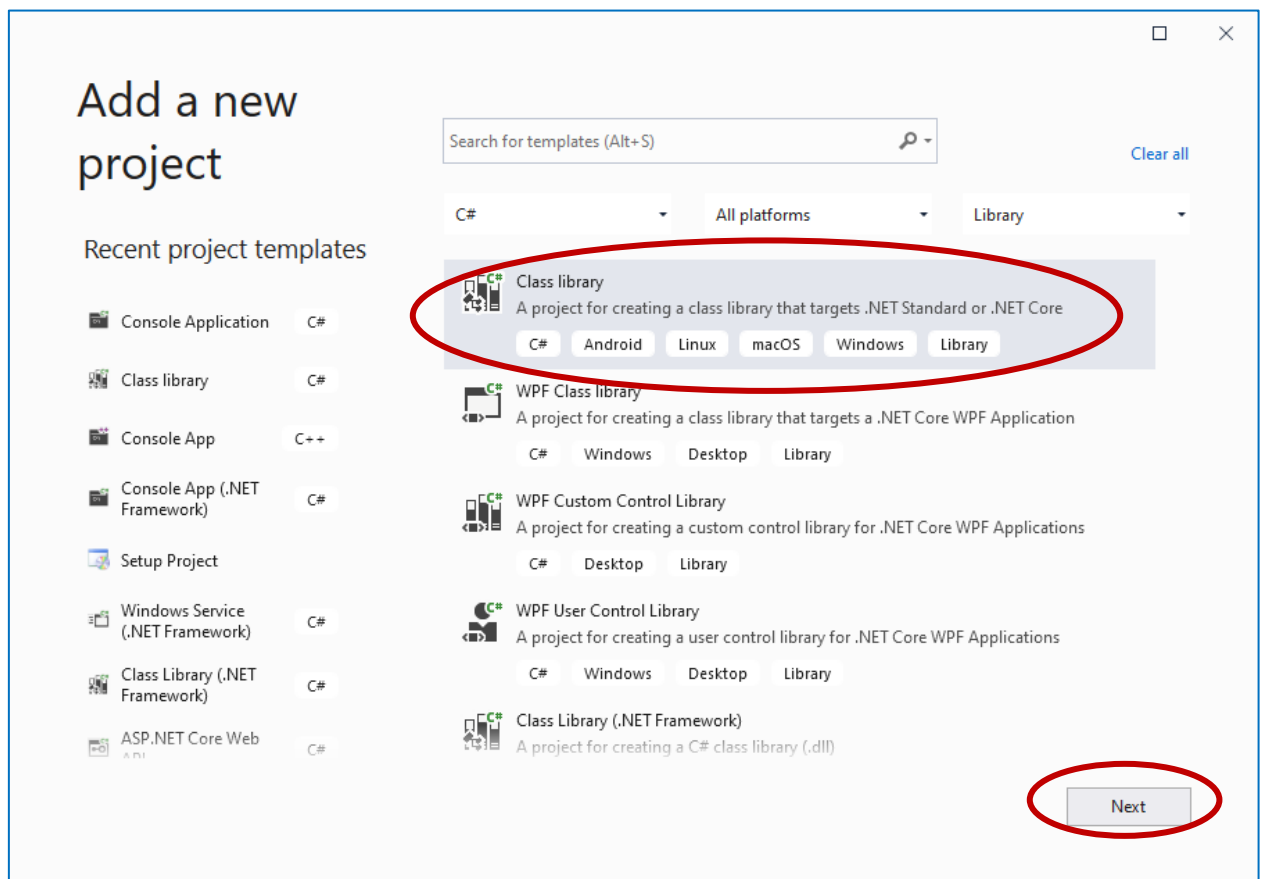 Add a new
project
Search for templates (Alt+S)
Clear all
C#
All platforms
Library
Recent project templates
Console Application C#
Class library C#
Console App C++
Console App (.NET
Framework) C#
Setup Project
Windows Service
(.NET Framework) C#
Class Library (.NET
Framework) C#
ASP.NET Core Web
API C#
Class library
A project for creating a class library that targets .NET Standard or .NET Core
C# Android Linux macOS Windows Library
WPF Class library
A project for creating a class library that targets a .NET Core WPF Application
C# Windows Desktop Library
WPF Custom Control Library
A project for creating a custom control library for .NET Core WPF Applications
C# Desktop Library
WPF User Control Library
A project for creating a user control library for .NET Core WPF Applications
C# Windows Desktop Library
Class Library (.NET Framework)
A project for creating a C# class library (.dll)
Next